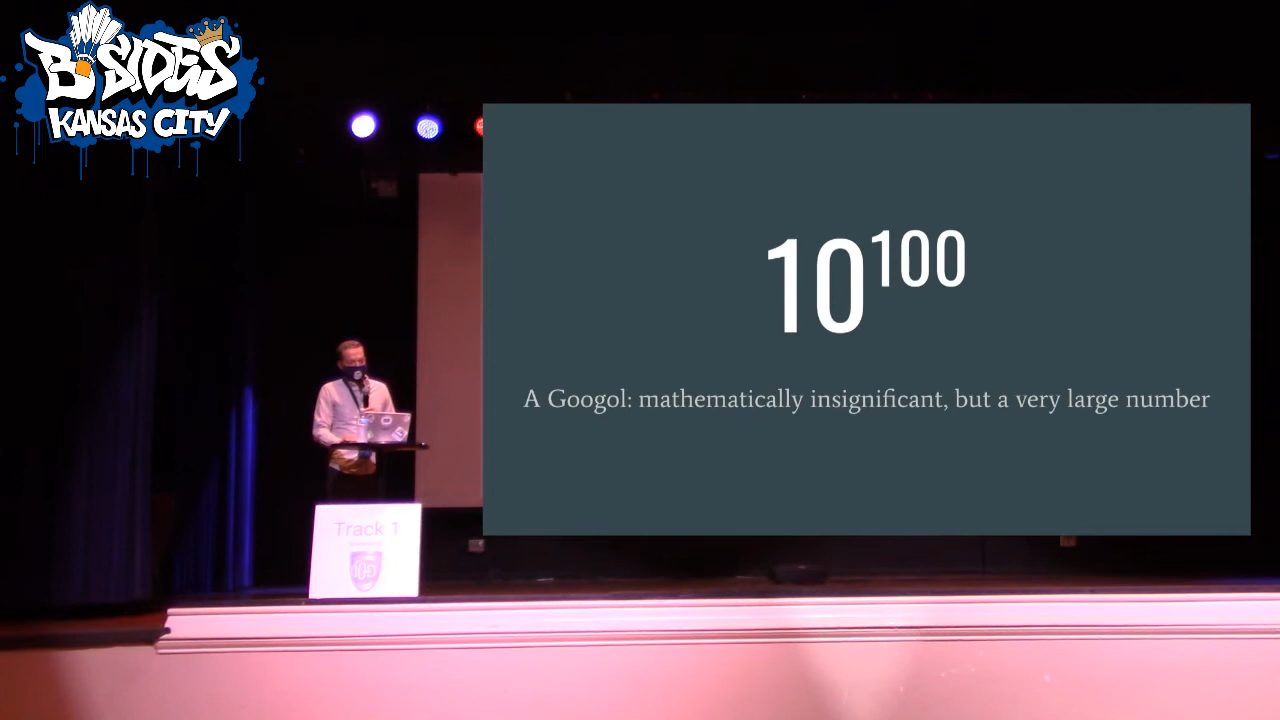 B·SIDES
KANSAS CITY
10¹⁰⁰
A Googol: mathematically insignificant, but a very large number
Track 1